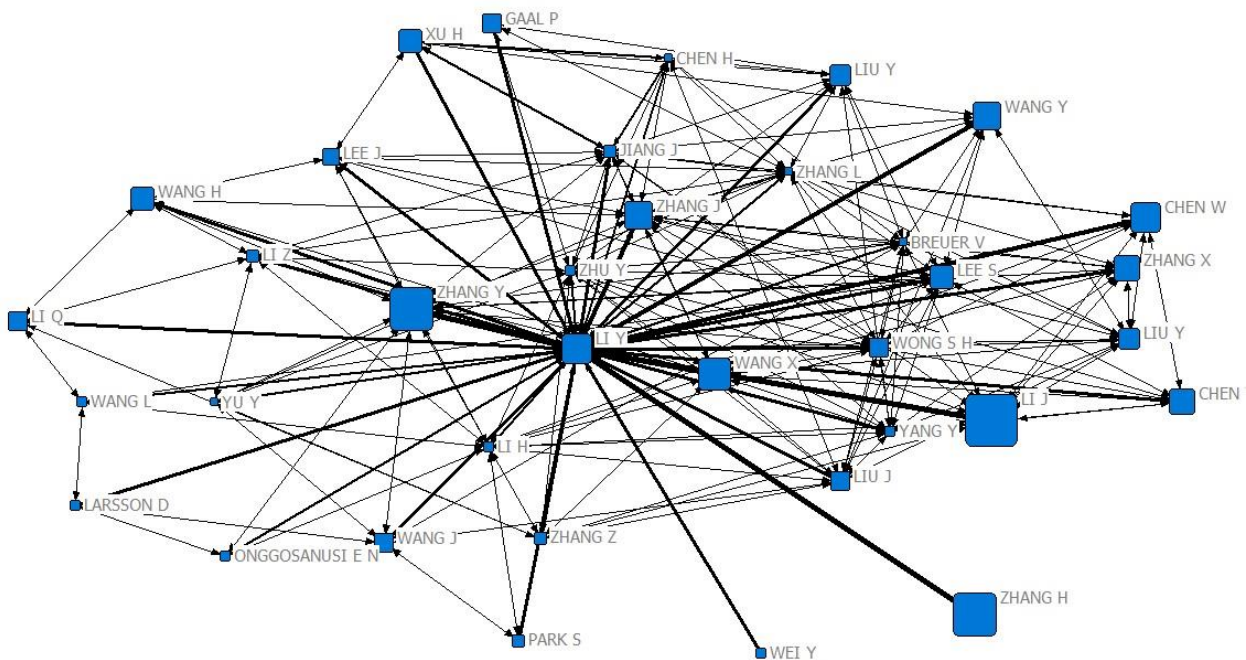 GAAL P
XU H
CHEN H
LIU Y
WANG Y
LEE J
JIANG J
ZHANG L
WANG H
ZHANG J
CHEN W
BREUER V
LI Z
ZHU Y
LEE S
ZHANG X
ZHANG Y
LI Q
LI Y
WONG S H
LIU Y
WANG X
LI J
CHEN
WANG L
YU Y
YANG Y
LI H
LIU J
LARSSON D
WANG J
ZHANG Z
ONGGOSANUSI E N
ZHANG H
PARK S
WEI Y